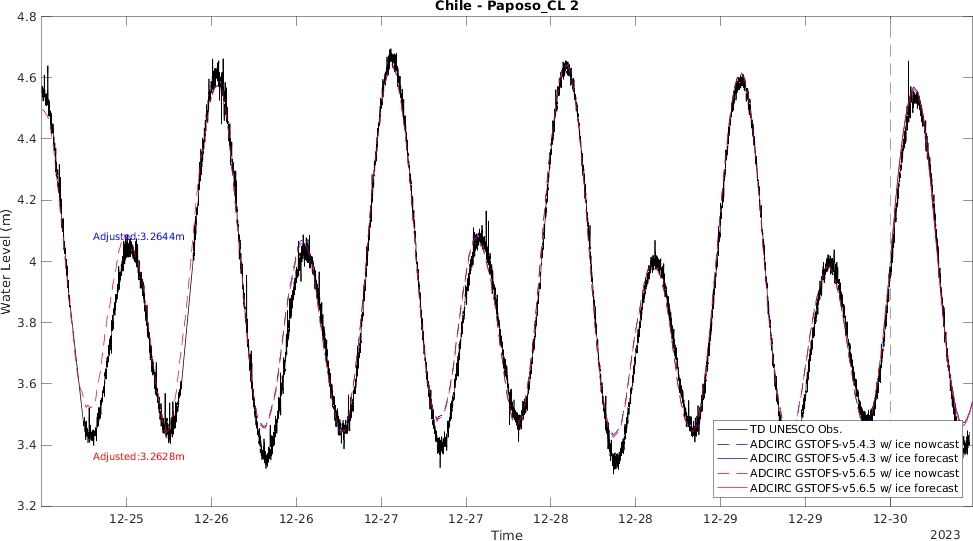 Chile - Paposo_CL 2
4.8
4.6
4.4
4.2
4
3.8
3.6
3.4
3.2
Water Level (m)
Adjusted:3.2644m
Adjusted:3.2628m
TD UNESCO Obs.
ADCIRC GSTOFS-v5.4.3 w/ ice nowcast
ADCIRC GSTOFS-v5.4.3 w/ ice forecast
ADCIRC GSTOFS-v5.6.5 w/ ice nowcast
ADCIRC GSTOFS-v5.6.5 w/ ice forecast
12-25 12-26 12-26 12-27 12-27 12-28 12-28 12-29 12-29 12-30
Time
2023